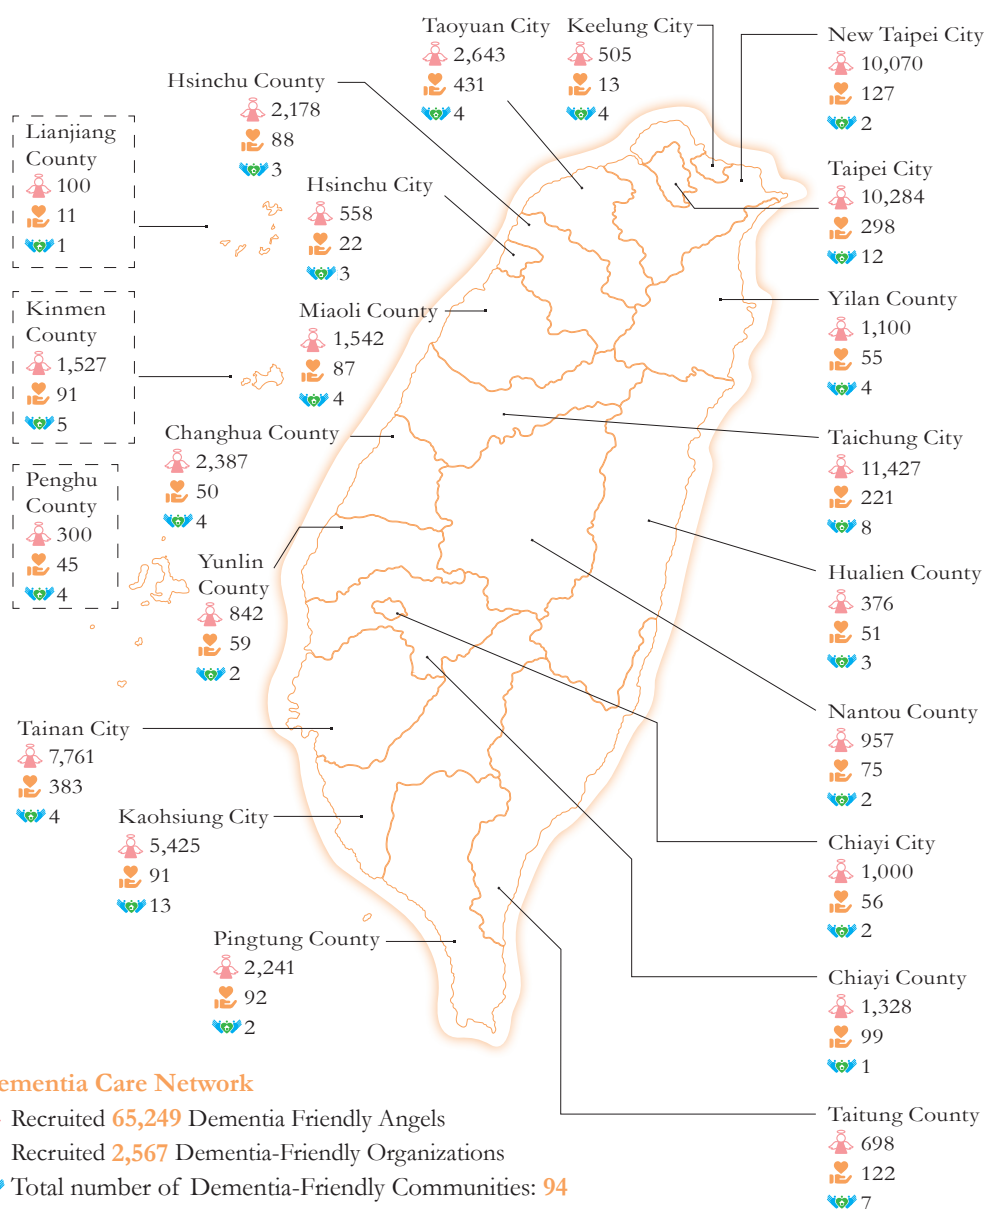 Taoyuan City
2,643
431
4
Keelung City
505
13
4
New Taipei City
10,070
127
2
Hsinchu County
2,178
88
3
Lianjiang
County
100
11
1
Hsinchu City
558
22
3
Taipei City
10,284
298
12
Kinmen
County
1,527
91
5
Miaoli County
1,542
87
4
Yilan County
1,100
55
4
Changhua County
2,387
50
4
Taichung City
11,427
221
8
Penghu
County
300
45
4
Yunlin
County
842
59
2
Hualien County
376
51
3
Tainan City
7,761
383
4
Nantou County
957
75
2
Kaohsiung City
5,425
91
13
Chiayi City
1,000
56
2
Pingtung County
2,241
92
2
Chiayi County
1,328
99
1
Taitung County
698
122
7
ementia Care Network
Recruited 65,249 Dementia Friendly Angels
Recruited 2,567 Dementia-Friendly Organizations
Total number of Dementia-Friendly Communities: 94